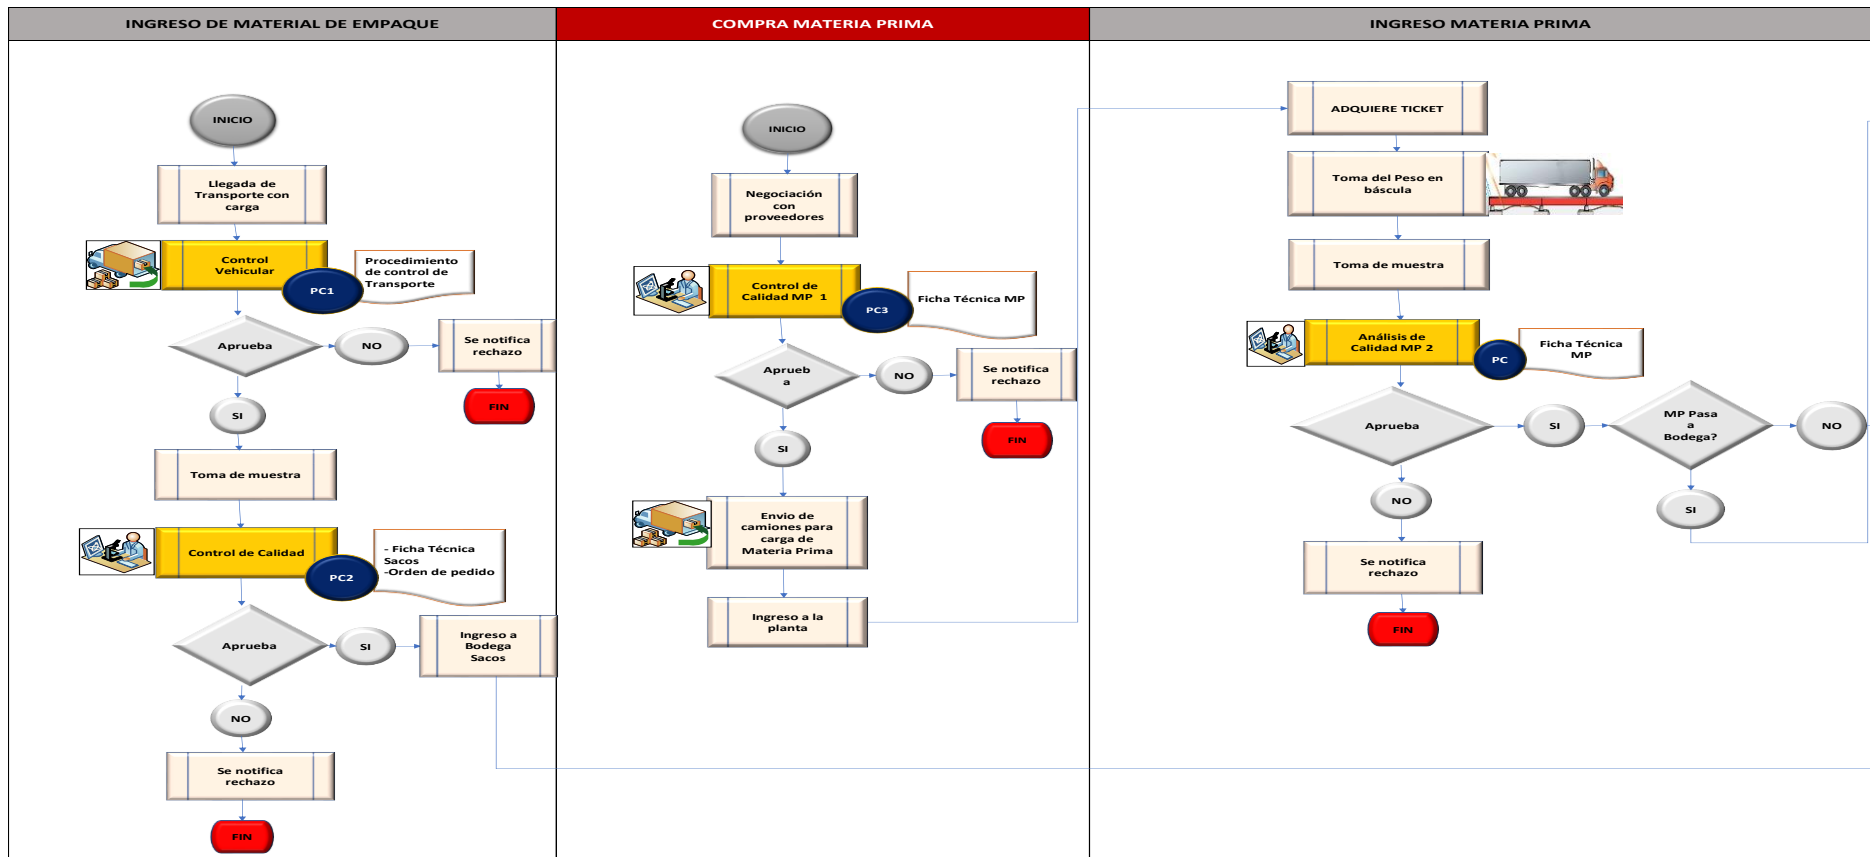 INGRESO DE MATERIAL DE EMPAQUE
INICIO
Llegada de
Transporte con
carga
Control
Vehicular
PC1
Procedimiento
de control de
Transporte
Aprueba
NO
Se notifica
rechazo
FIN
SI
Toma de muestra
Control de Calidad
PC2
- Ficha Técnica
Sacos
-Orden de pedido
Aprueba
SI
Ingreso a
Bodega
Sacos
NO
Se notifica
rechazo
FIN
COMPRA MATERIA PRIMA
INICIO
Negociación
con
proveedores
Control de
Calidad MP 1
PC3
Ficha Técnica MP
Aprueb
a
NO
Se notifica
rechazo
FIN
SI
Envio de
camiones para
carga de
Materia Prima
Ingreso a la
planta
INGRESO MATERIA PRIMA
ADQUIERE TICKET
Toma del Peso en
báscula
Toma de muestra
Análisis de
Calidad MP 2
PC
Ficha Técnica
MP
Aprueba
SI
MP Pasa
a
Bodega?
NO
SI
NO
Se notifica
rechazo
FIN